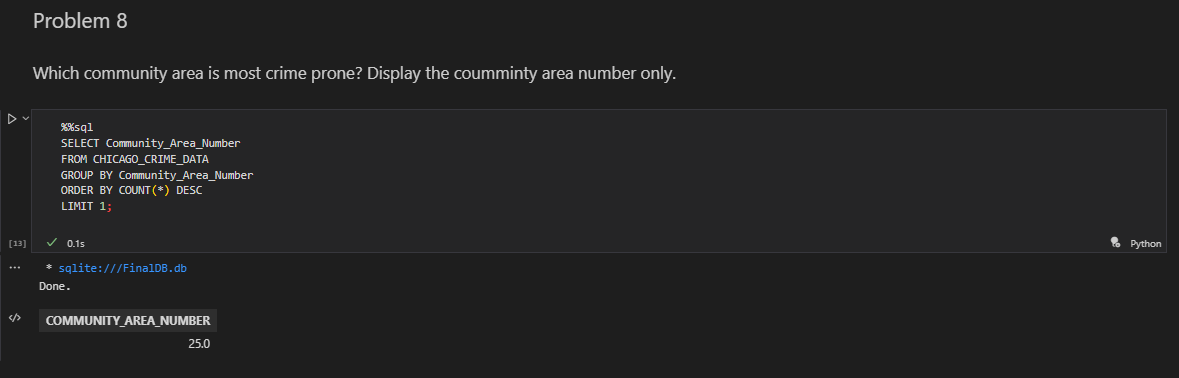 Problem 8
Which community area is most crime prone? Display the coumminty area number only.
%%sql
SELECT Community_Area_Number
FROM CHICAGO_CRIME_DATA
GROUP BY Community_Area_Number
ORDER BY COUNT(*) DESC
LIMIT 1;
[13] 0.1s Python
... * sqlite:///FinalDB.db
Done.
</> COMMUNITY_AREA_NUMBER
25.0